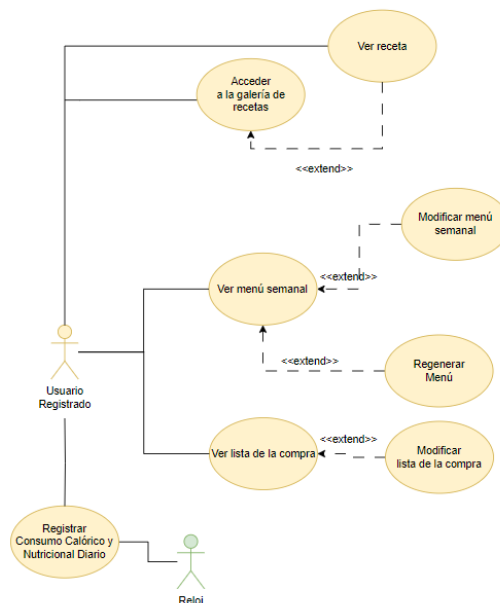 Ver receta
Acceder
a la galería de
recetas
<<extend>>
Modificar menú
semanal
<<extend>>
Ver menú semanal
<<extend>>
Regenerar
Menú
Usuario
Registrado
<<extend>>
Ver lista de la compra
Modificar
lista de la compra
Registrar
Consumo Calórico y
Nutricional Diario
Reloj